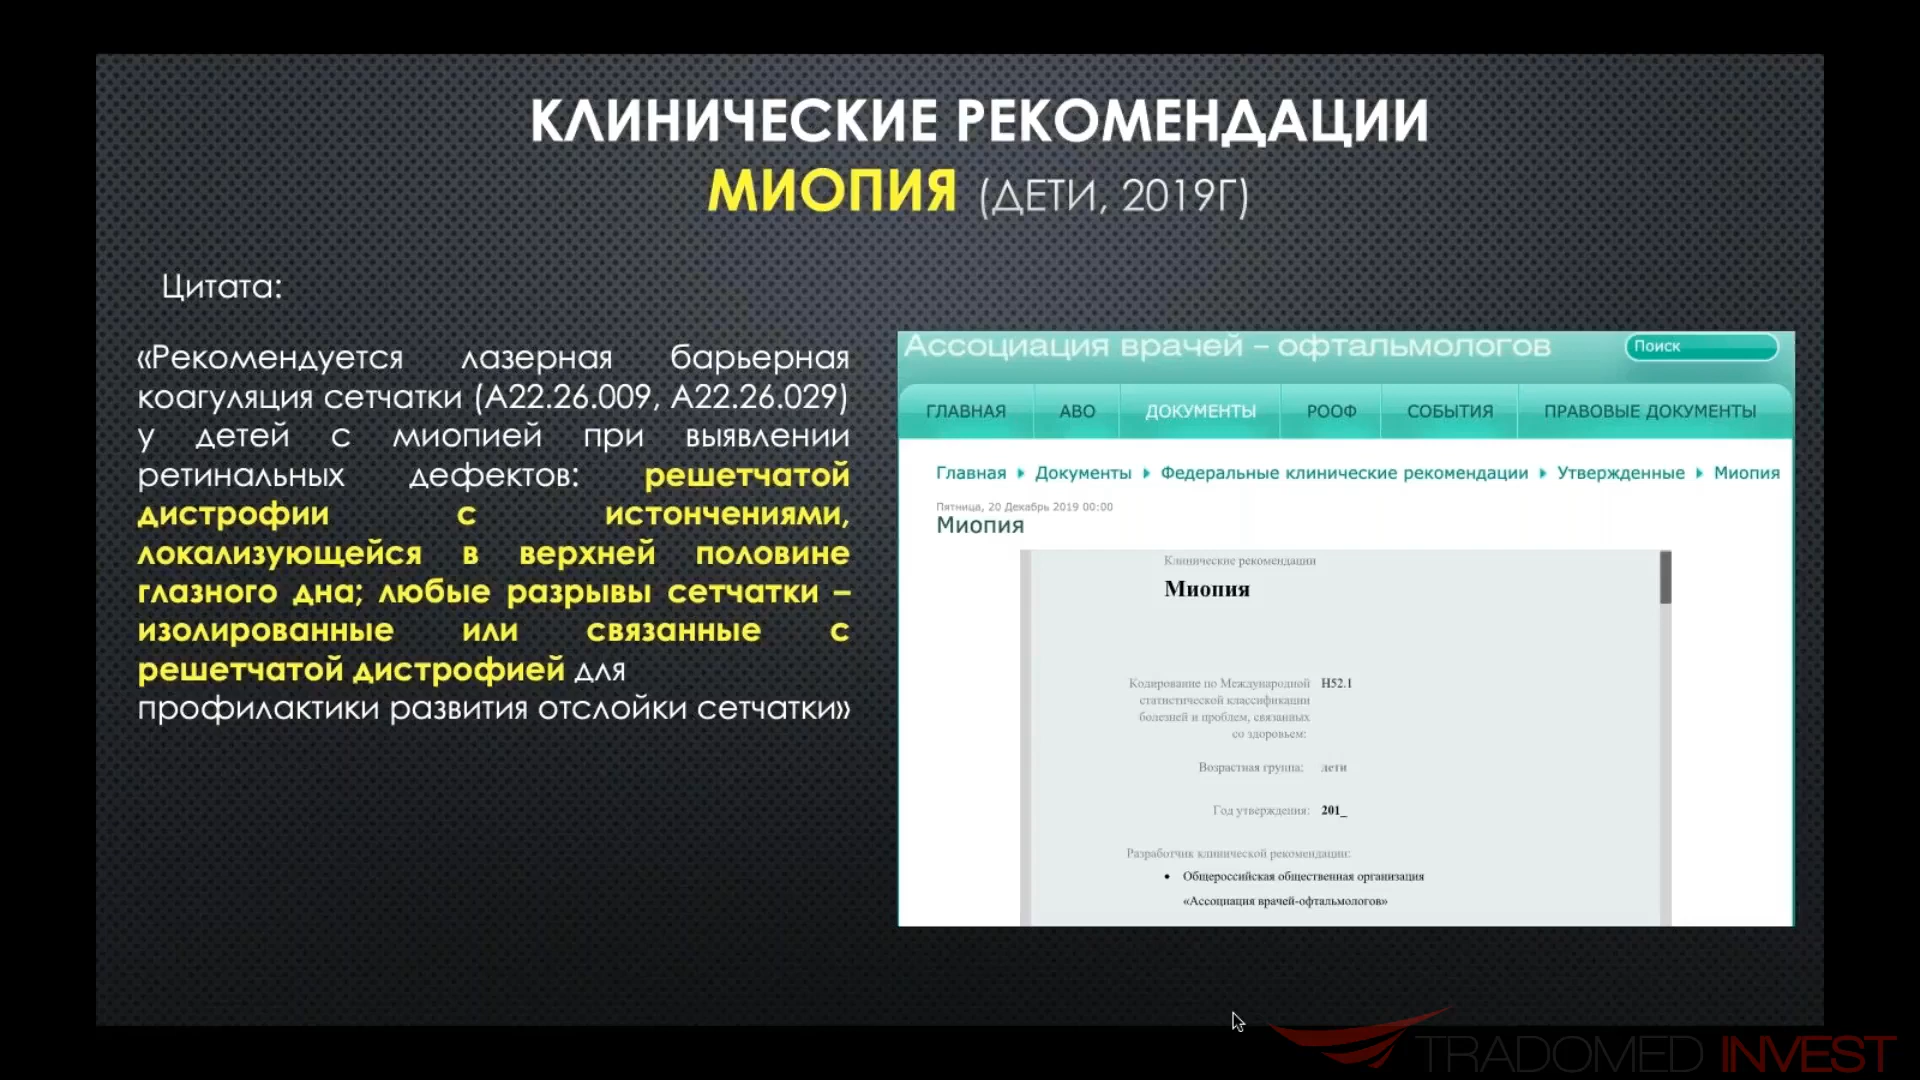 КЛИНИЧЕСКИЕ РЕКОМЕНДАЦИИ
МИОПИЯ (ДЕТИ, 2019Г)
Цитата:
«Рекомендуется лазерная барьерная
коагуляция сетчатки (А22.26.009, А22.26.029)
у детей с миопией при выявлении
ретинальных дефектов: решетчатой
дистрофии с истончениями,
локализующейся в верхней половине
глазного дна; любые разрывы сетчатки –
изолированные или связанные с
решетчатой дистрофией для
профилактики развития отслойки сетчатки»
Ассоциация врачей – офтальмологов
Поиск
ГЛАВНАЯ АВО ДОКУМЕНТЫ РООФ СОБЫТИЯ ПРАВОВЫЕ ДОКУМЕНТЫ
Главная Документы Федеральные клинические рекомендации Утвержденные Миопия
Пятница, 20 Декабрь 2019 00:00
Миопия
Клинические рекомендации
Миопия
Кодирование по Международной H52.1
статистической классификации
болезней и проблем, связанных
со здоровьем:
Возрастная группа: дети
Год утверждения: 201_
Разработчик клинической рекомендации:
• Общероссийская общественная организация
«Ассоциация врачей-офтальмологов»
TRADOMED INVEST